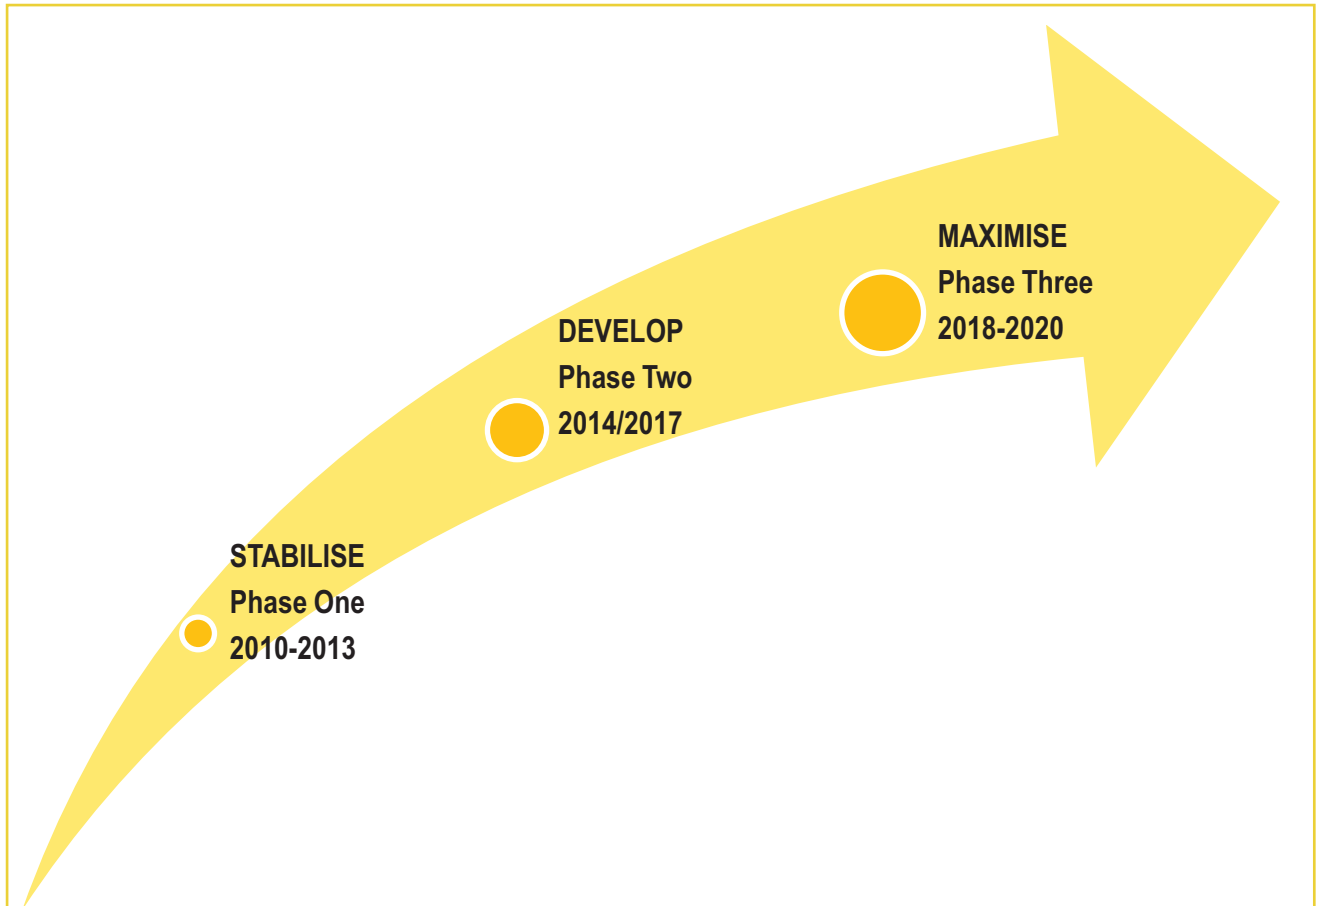 STABILISE
Phase One
2010-2013
DEVELOP
Phase Two
2014/2017
MAXIMISE
Phase Three
2018-2020